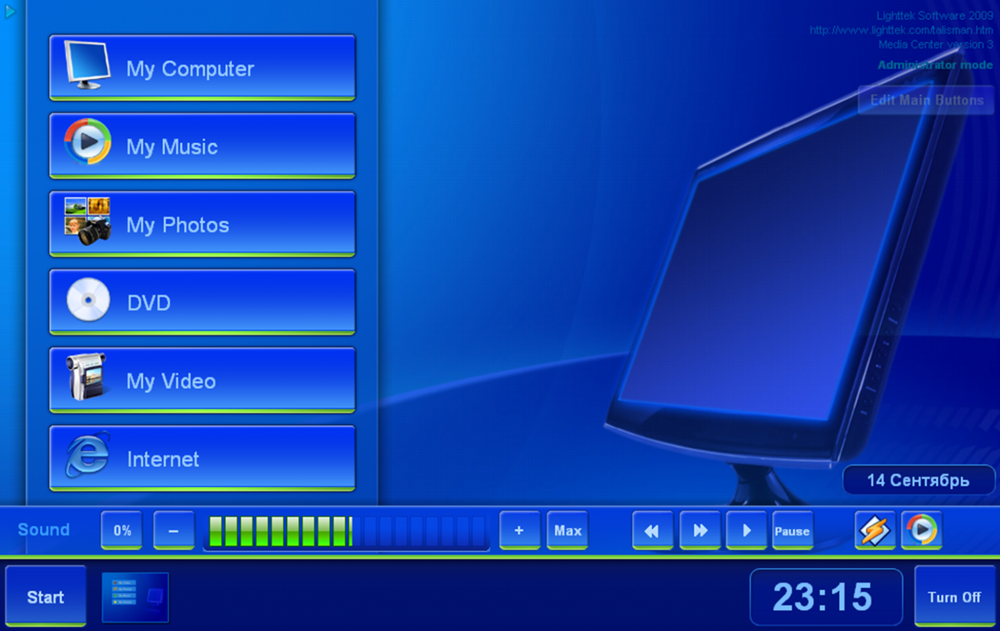 Lighttek Software 2009
http://www.lighttek.com/talisman.htm
Media Center version 3
Administrator mode
Edit Main Buttons
My Computer
My Music
My Photos
DVD
My Video
Internet
14 Сентябрь
Sound
0%
–
+
Max
Pause
Start
23:15
Turn Off